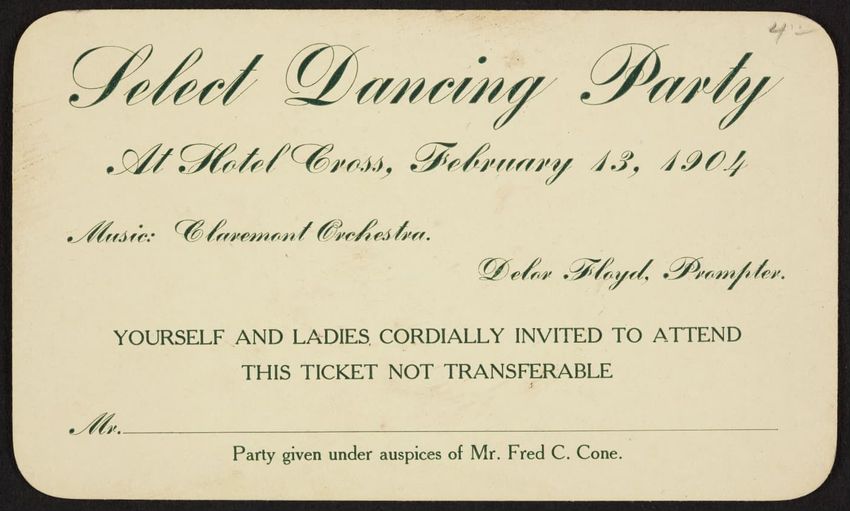 Select Dancing Party
At Hotel Cross, February 13, 1904
Music: Claremont Orchestra.
Delor Floyd, Prompter.
YOURSELF AND LADIES CORDIALLY INVITED TO ATTEND
THIS TICKET NOT TRANSFERABLE
Mr.
Party given under auspices of Mr. Fred C. Cone.